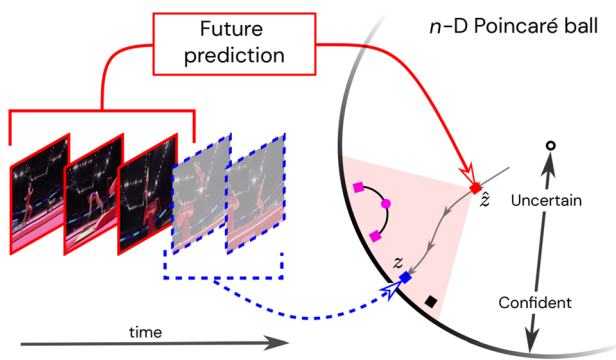 Future
prediction
n-D Poincaré ball
ẑ
Uncertain
z
Confident
time